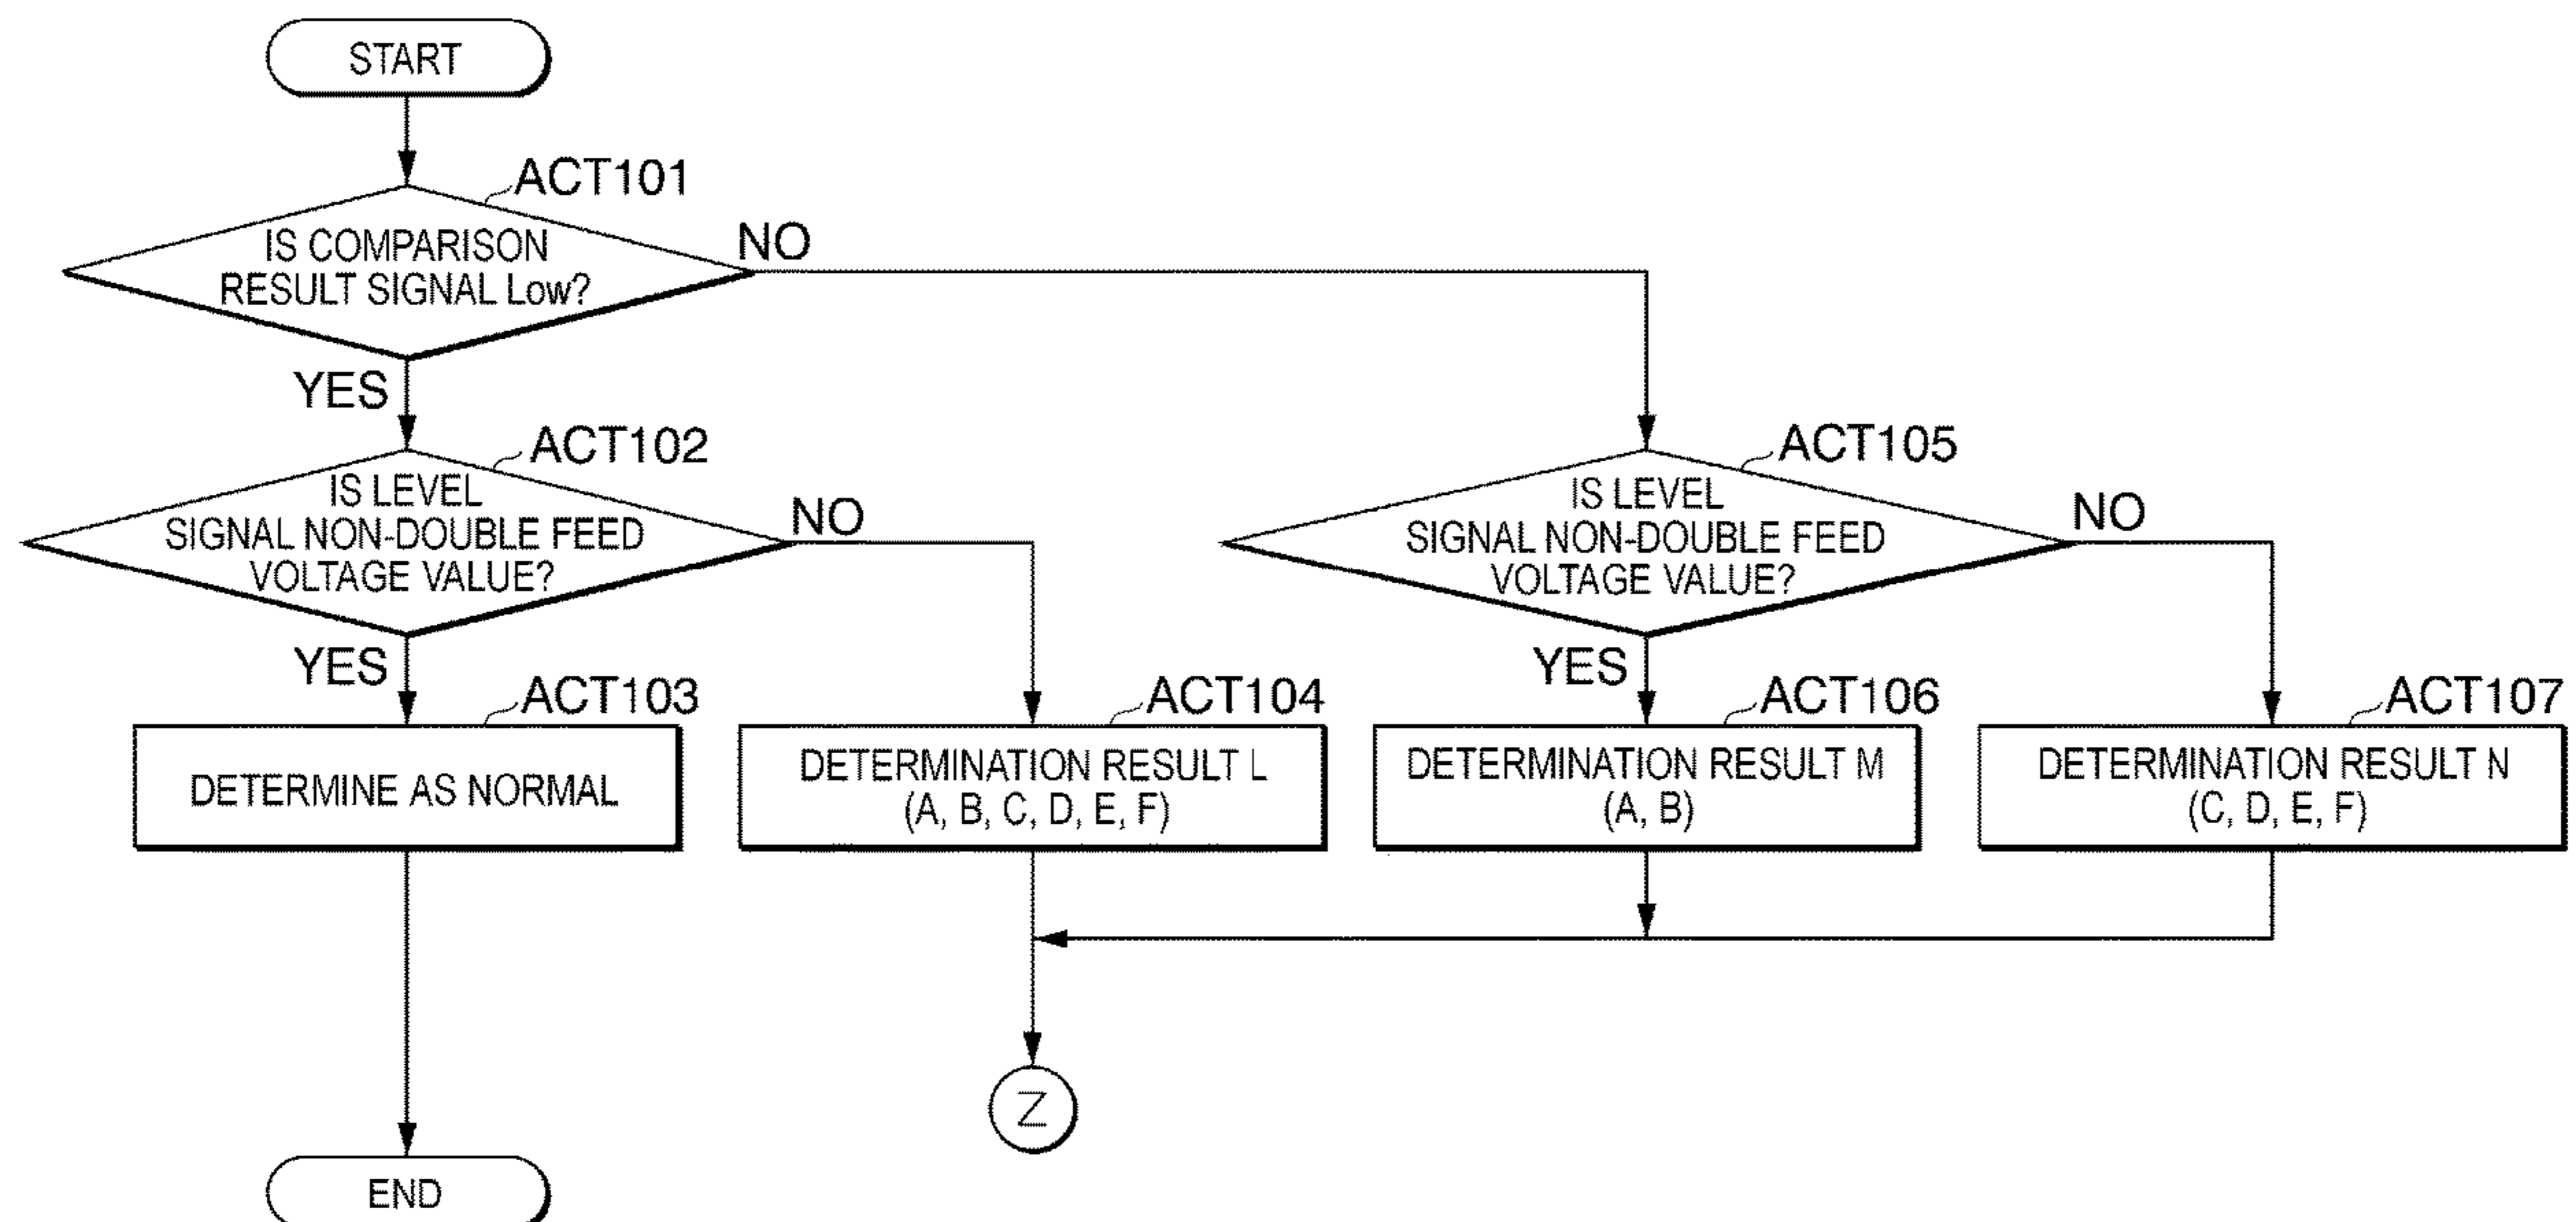 START
ACT101
IS COMPARISON
RESULT SIGNAL Low?
NO
YES
ACT102
IS LEVEL
SIGNAL NON-DOUBLE FEED
VOLTAGE VALUE?
NO
YES
ACT105
IS LEVEL
SIGNAL NON-DOUBLE FEED
VOLTAGE VALUE?
NO
YES
ACT103
DETERMINE AS NORMAL
ACT104
DETERMINATION RESULT L
(A, B, C, D, E, F)
ACT106
DETERMINATION RESULT M
(A, B)
ACT107
DETERMINATION RESULT N
(C, D, E, F)
Z
END